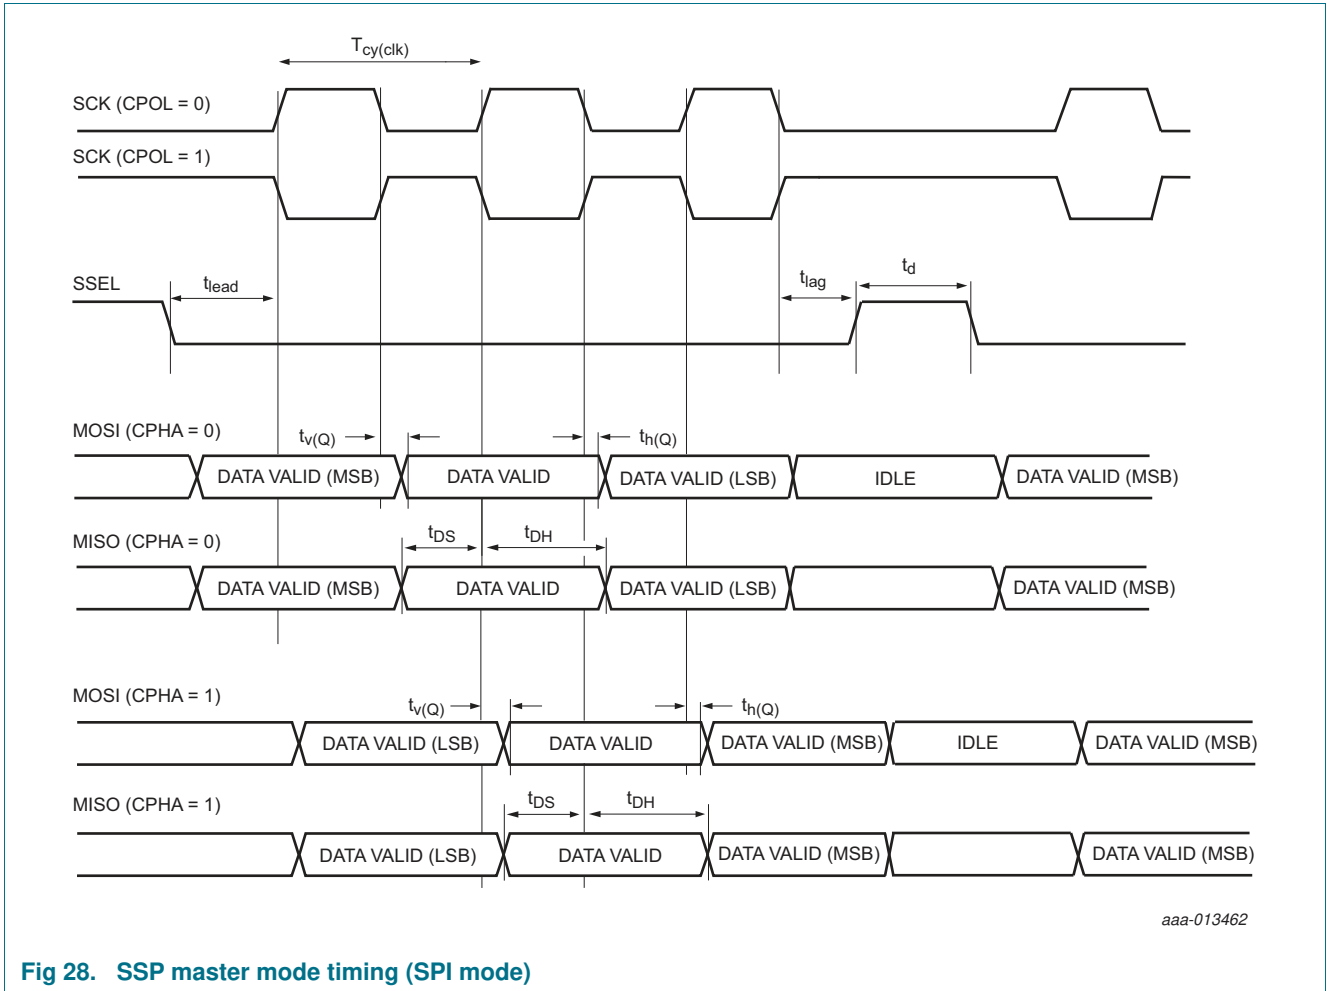 Tcy(clk)
SCK (CPOL = 0)
SCK (CPOL = 1)
SSEL
tlead
tlag
td
MOSI (CPHA = 0)
tv(Q)
th(Q)
DATA VALID (MSB) DATA VALID DATA VALID (LSB) IDLE DATA VALID (MSB)
MISO (CPHA = 0)
tDS
tDH
DATA VALID (MSB) DATA VALID DATA VALID (LSB) DATA VALID (MSB)
MOSI (CPHA = 1)
tv(Q)
th(Q)
DATA VALID (LSB) DATA VALID DATA VALID (MSB) IDLE DATA VALID (MSB)
MISO (CPHA = 1)
tDS
tDH
DATA VALID (LSB) DATA VALID DATA VALID (MSB) DATA VALID (MSB)
aaa-013462
Fig 28. SSP master mode timing (SPI mode)